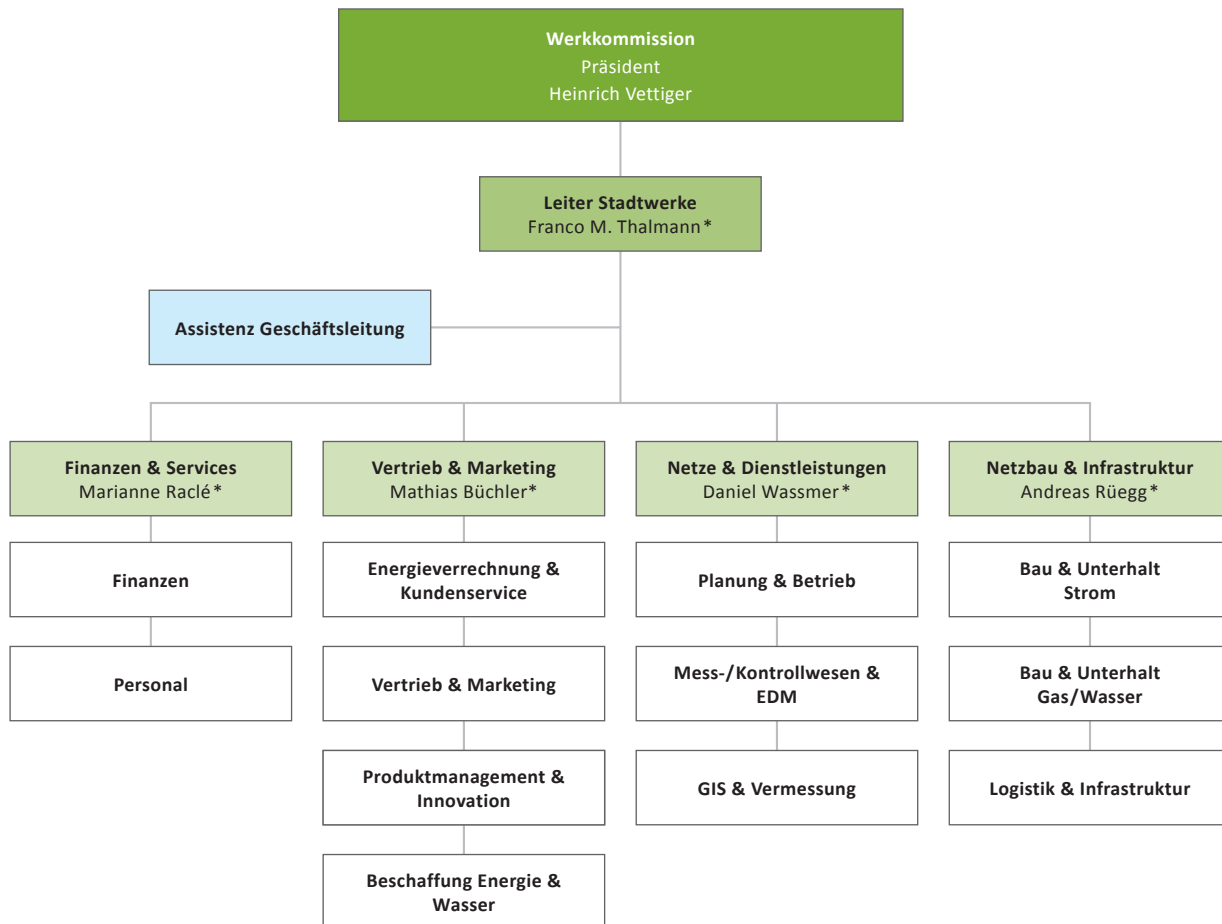 Werkkommission
Präsident
Heinrich Vettiger
Leiter Stadtwerke
Franco M. Thalmann*
Assistenz Geschäftsleitung
Finanzen & Services
Marianne Raclé*
Vertrieb & Marketing
Mathias Büchler*
Netze & Dienstleistungen
Daniel Wassmer*
Netzbau & Infrastruktur
Andreas Rüegg*
Finanzen
Energieverrechnung &
Kundenservice
Planung & Betrieb
Bau & Unterhalt
Strom
Personal
Vertrieb & Marketing
Mess-/Kontrollwesen &
EDM
Bau & Unterhalt
Gas/Wasser
Produktmanagement &
Innovation
GIS & Vermessung
Logistik & Infrastruktur
Beschaffung Energie &
Wasser